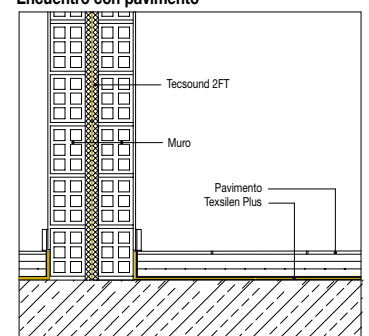 Encuentro con pavimento
Tecsound 2FT
Muro
Pavimento
Texsilen Plus